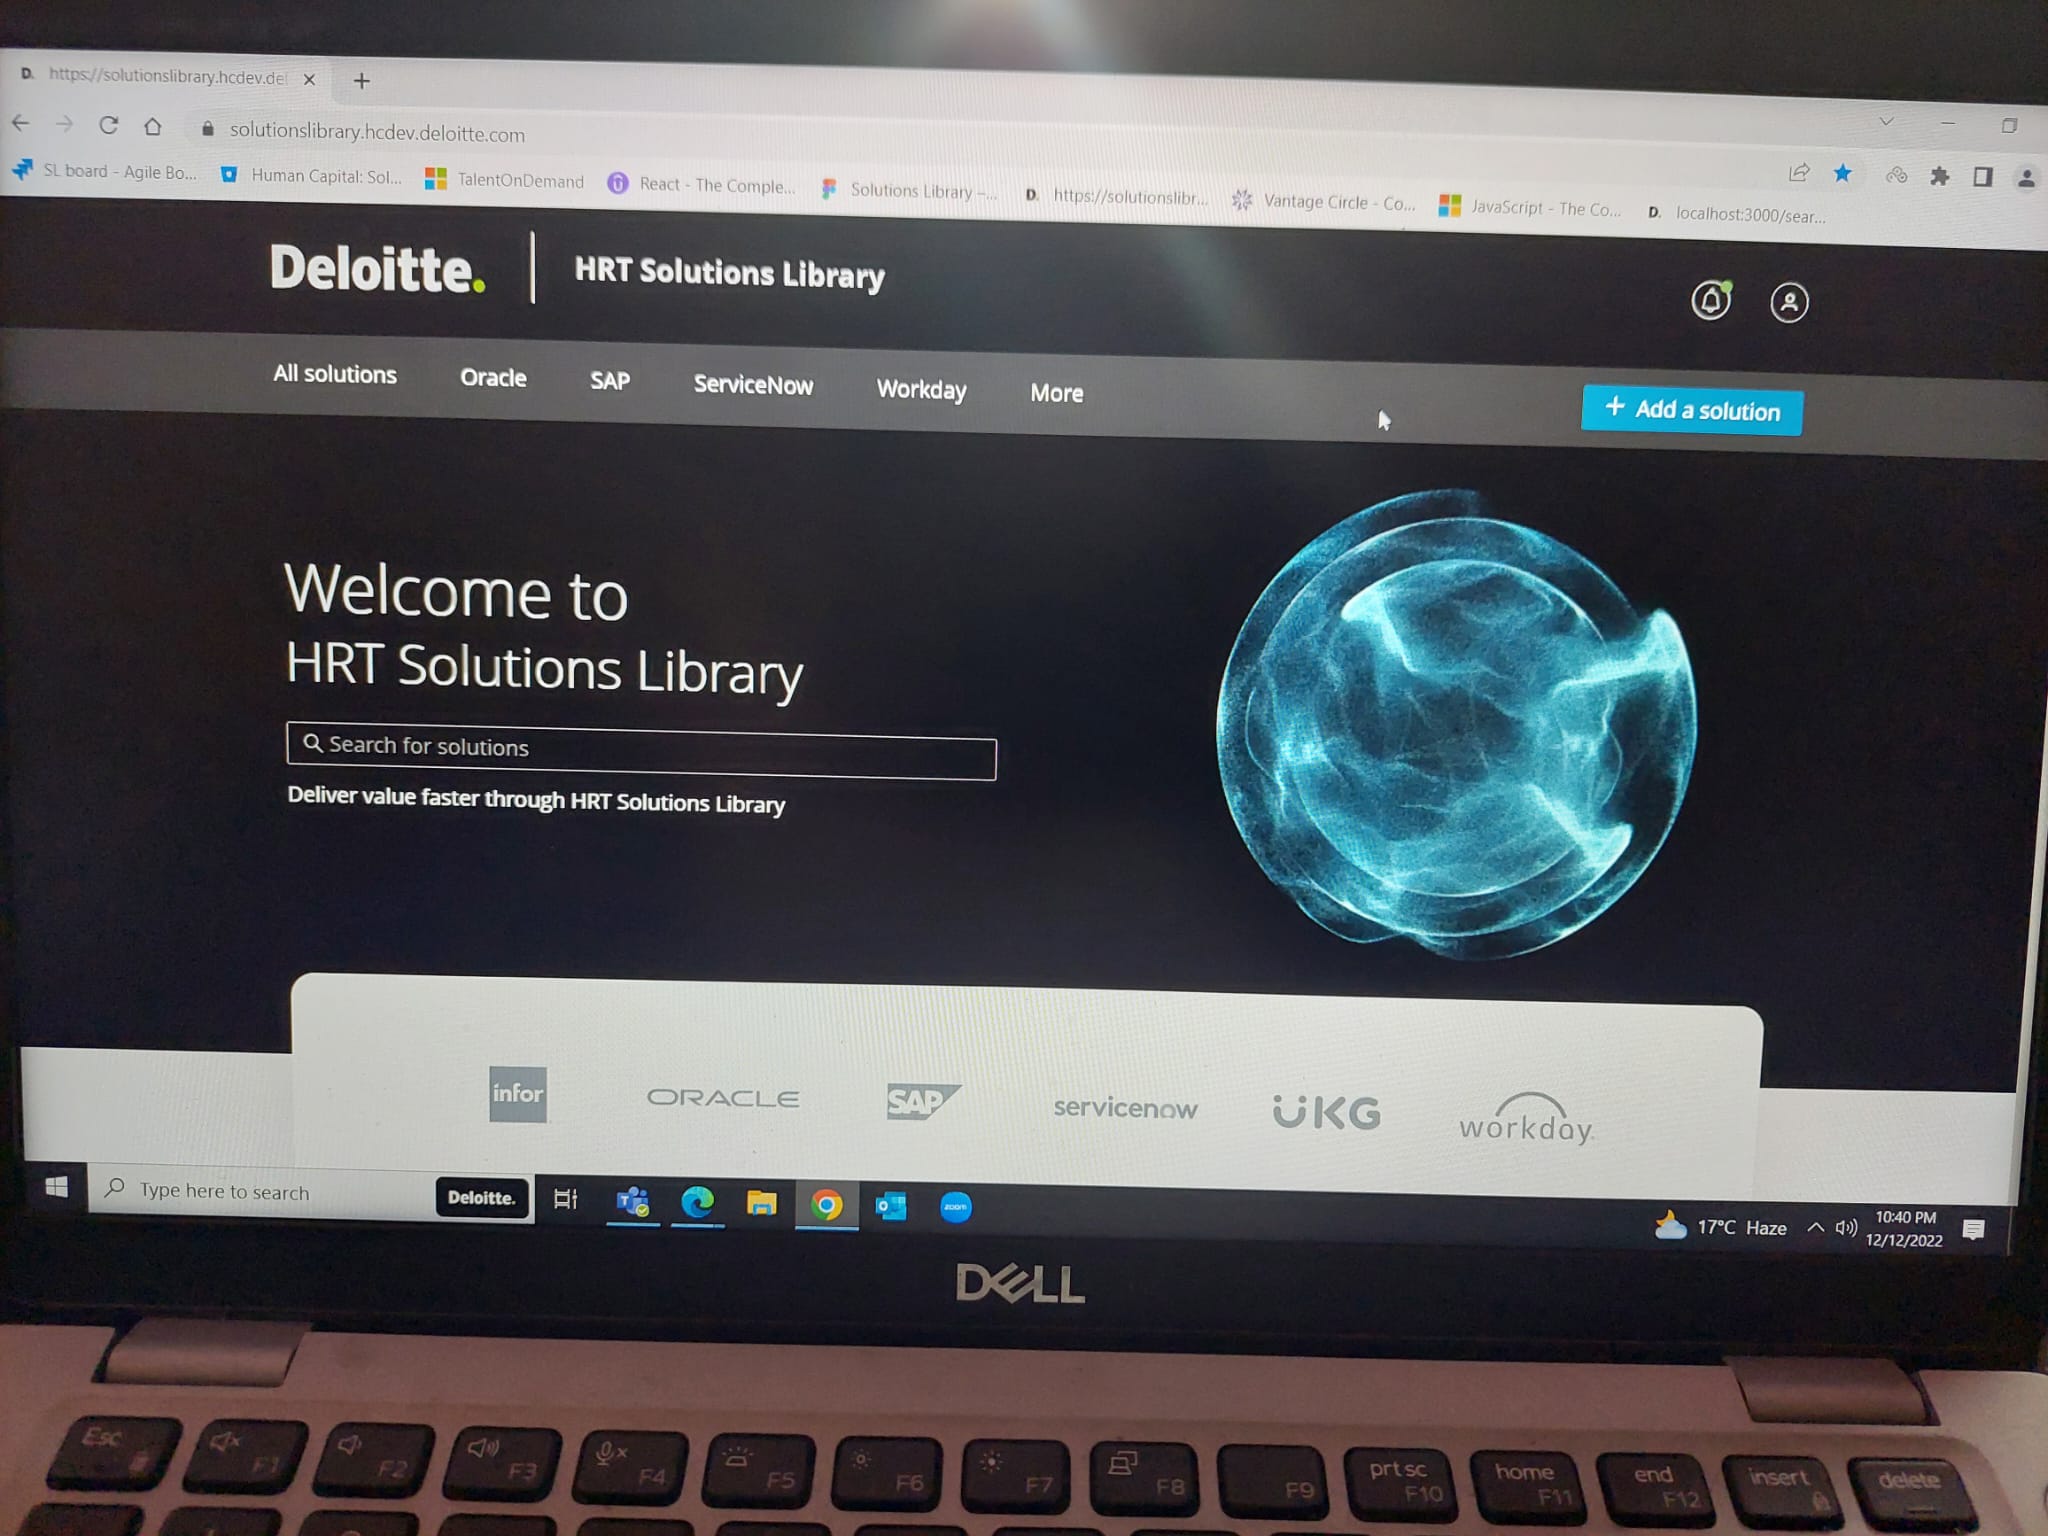 D. https://solutionslibrary.hcdev.de
solutionslibrary.hcdev.deloitte.com
SL board - Agile Bo... Human Capital: Sol... TalentOnDemand React - The Comple... Solutions Library –... D. https://solutionslibr... Vantage Circle - Co... JavaScript - The Co... D. localhost:3000/sear...
Deloitte. HRT Solutions Library
All solutions Oracle SAP ServiceNow Workday More + Add a solution
Welcome to
HRT Solutions Library
Search for solutions
Deliver value faster through HRT Solutions Library
infor ORACLE SAP servicenow UKG workday.
Type here to search Deloitte. zoom 17°C Haze 10:40 PM
12/12/2022
DELL
Esc F1 F2 F3 F4 F5 F6 F7 F8 F9 prt sc F10 home F11 end F12 insert delete